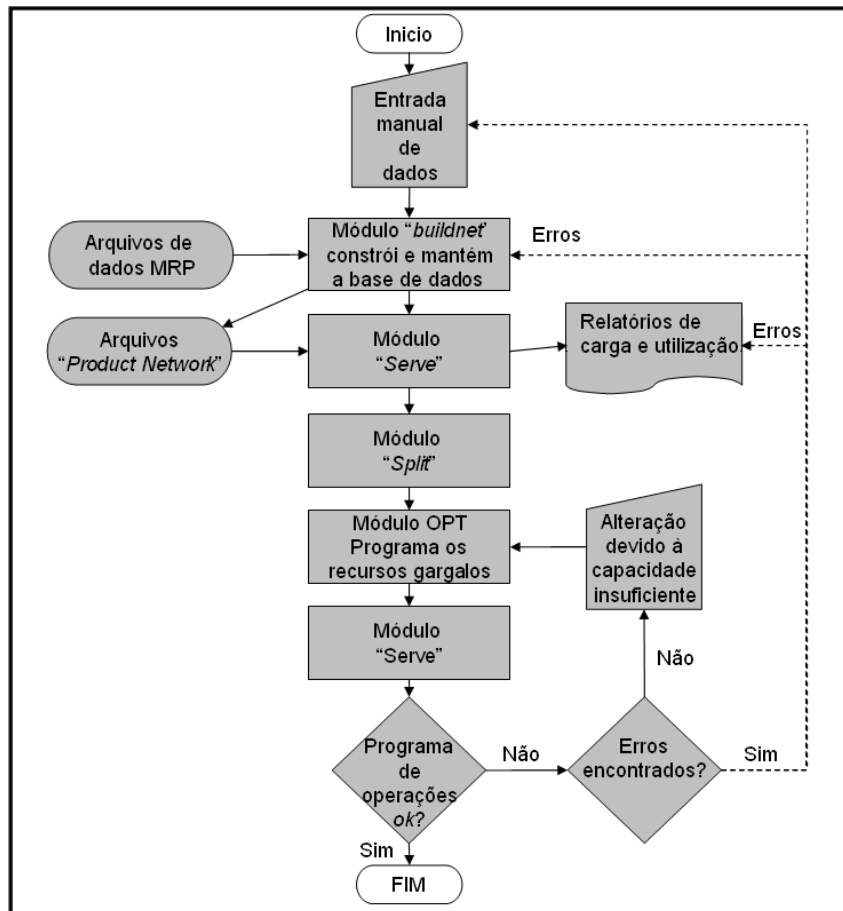 Inicio
Entrada
manual
de
dados
Arquivos de
dados MRP
Módulo “buildnet’
constrói e mantém
a base de dados
Erros
Arquivos
“Product Network”
Módulo
“Serve”
Relatórios de
carga e utilização
Erros
Módulo
“Split”
Módulo OPT
Programa os
recursos gargalos
Alteração
devido à
capacidade
insuficiente
Módulo
“Serve”
Não
Programa
de
operações
ok?
Não
Erros
encontrados?
Sim
Sim
FIM